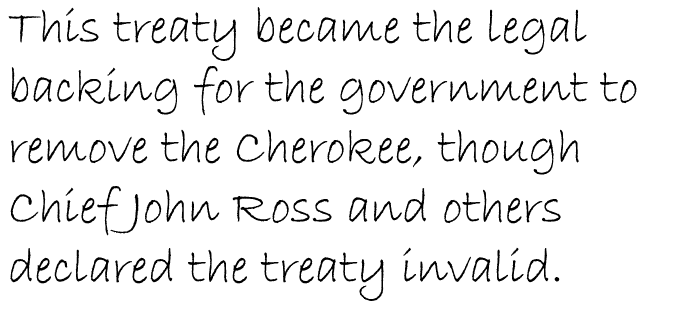 This treaty became the legal
backing for the government to
remove the Cherokee, though
Chief John Ross and others
declared the treaty invalid.